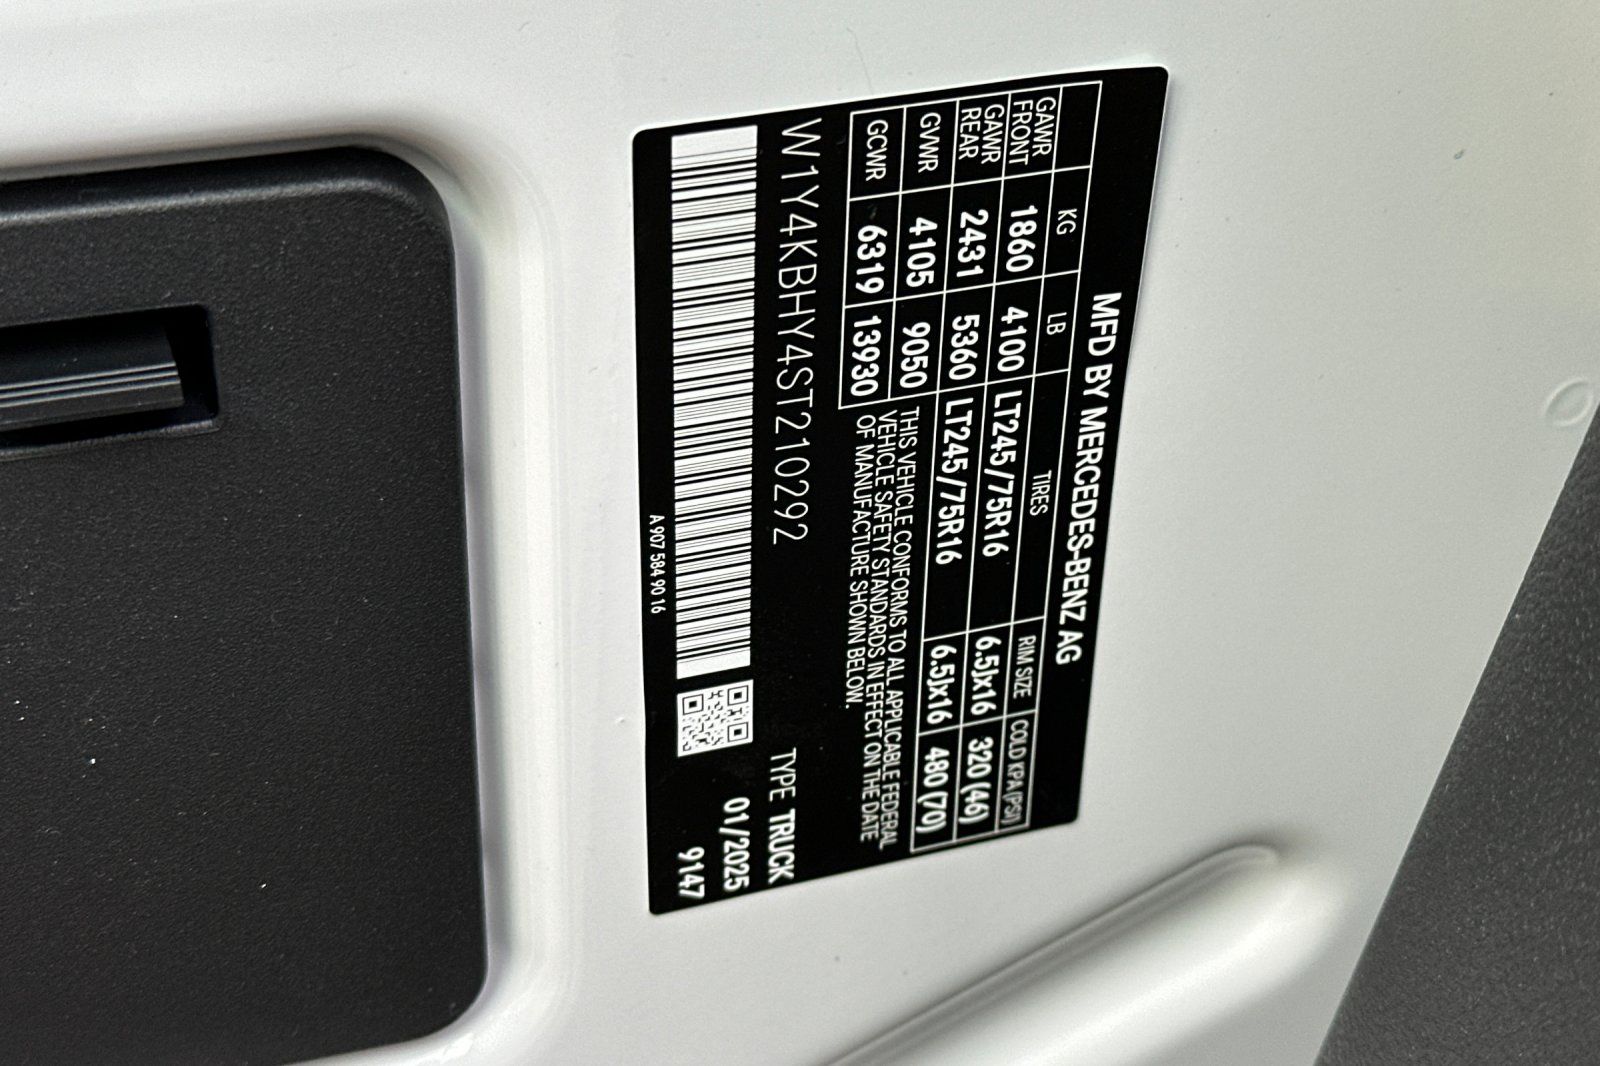 MFD BY MERCEDES-BENZ AG
KG LB TIRES RIM SIZE COLD KPA (PSI)
GAWR FRONT 1860 4100 LT245/75R16 6.5Jx16 320 (46)
GAWR REAR 2431 5360 LT245/75R16 6.5Jx16 480 (70)
GVWR 4105 9050
GCWR 6319 13930
THIS VEHICLE CONFORMS TO ALL APPLICABLE FEDERAL
VEHICLE SAFETY STANDARDS IN EFFECT ON THE DATE
OF MANUFACTURE SHOWN BELOW.
W1Y4KBHY4ST210292
TYPE TRUCK
01/2025
9147
A 907 584 90 16